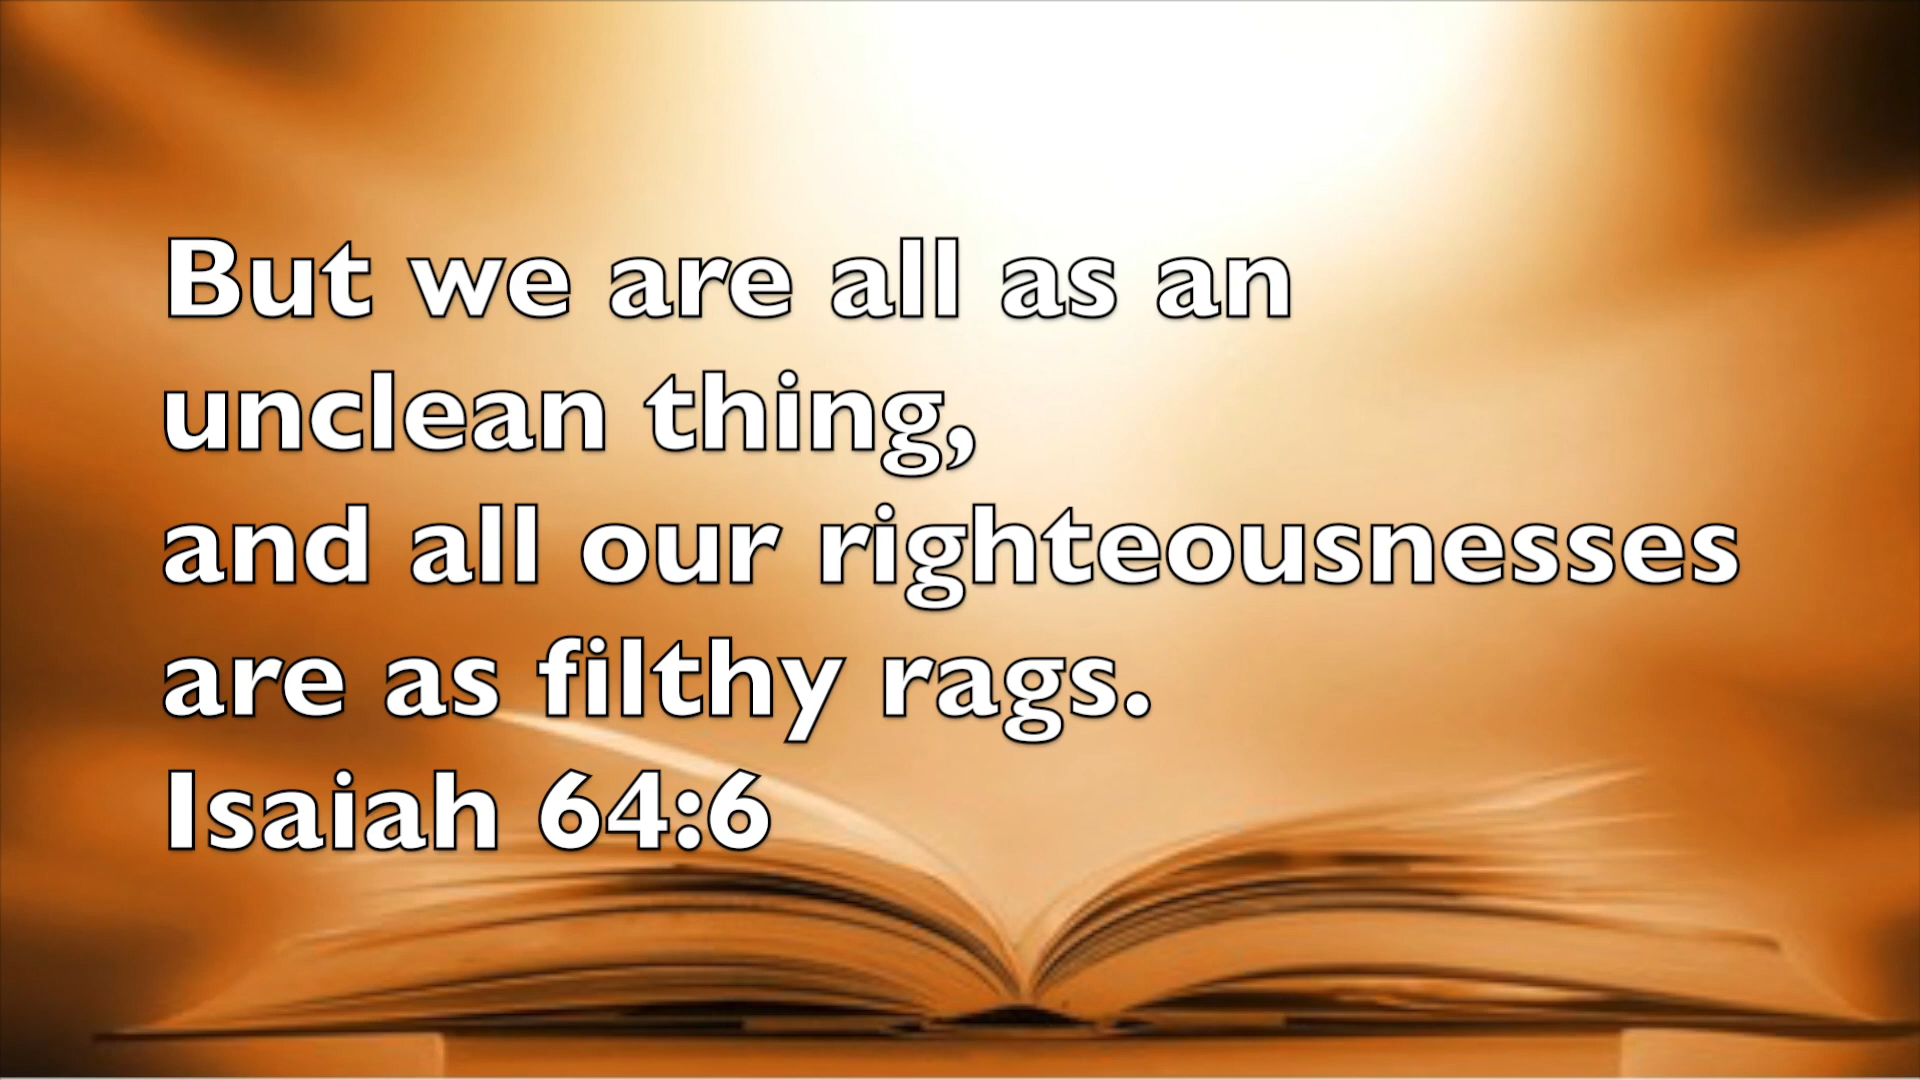 But we are all as an
unclean thing,
and all our righteousnesses
are as filthy rags.
Isaiah 64:6